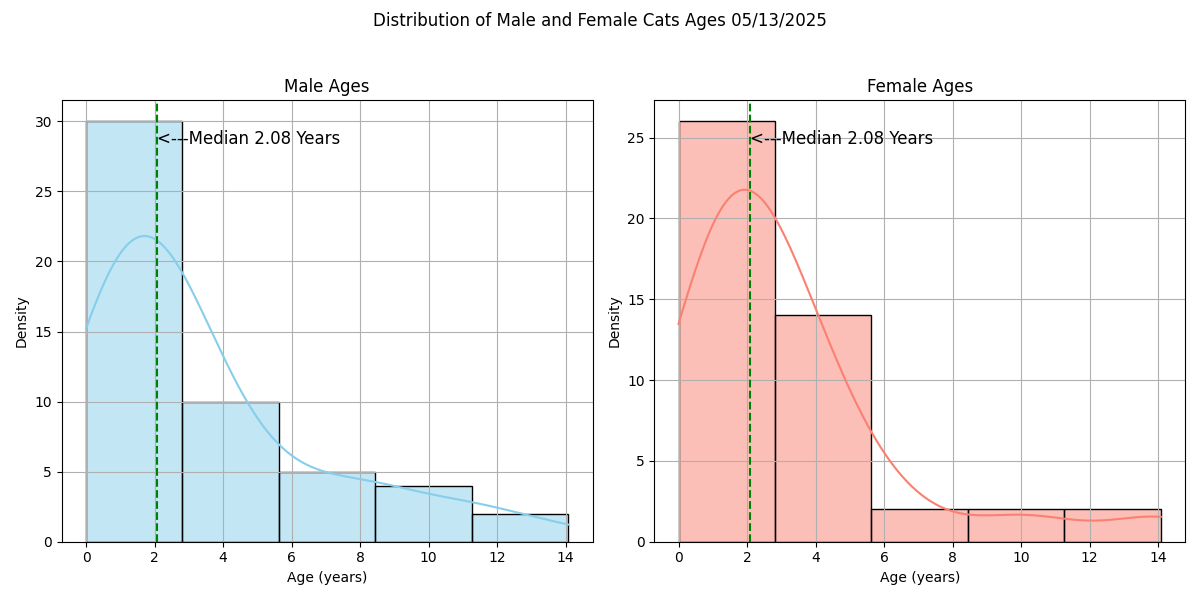 Distribution of Male and Female Cats Ages 05/13/2025
Male Ages
<---Median 2.08 Years
Density
30
25
20
15
10
5
0
0 2 4 6 8 10 12 14
Age (years)
Female Ages
<---Median 2.08 Years
Density
25
20
15
10
5
0
0 2 4 6 8 10 12 14
Age (years)